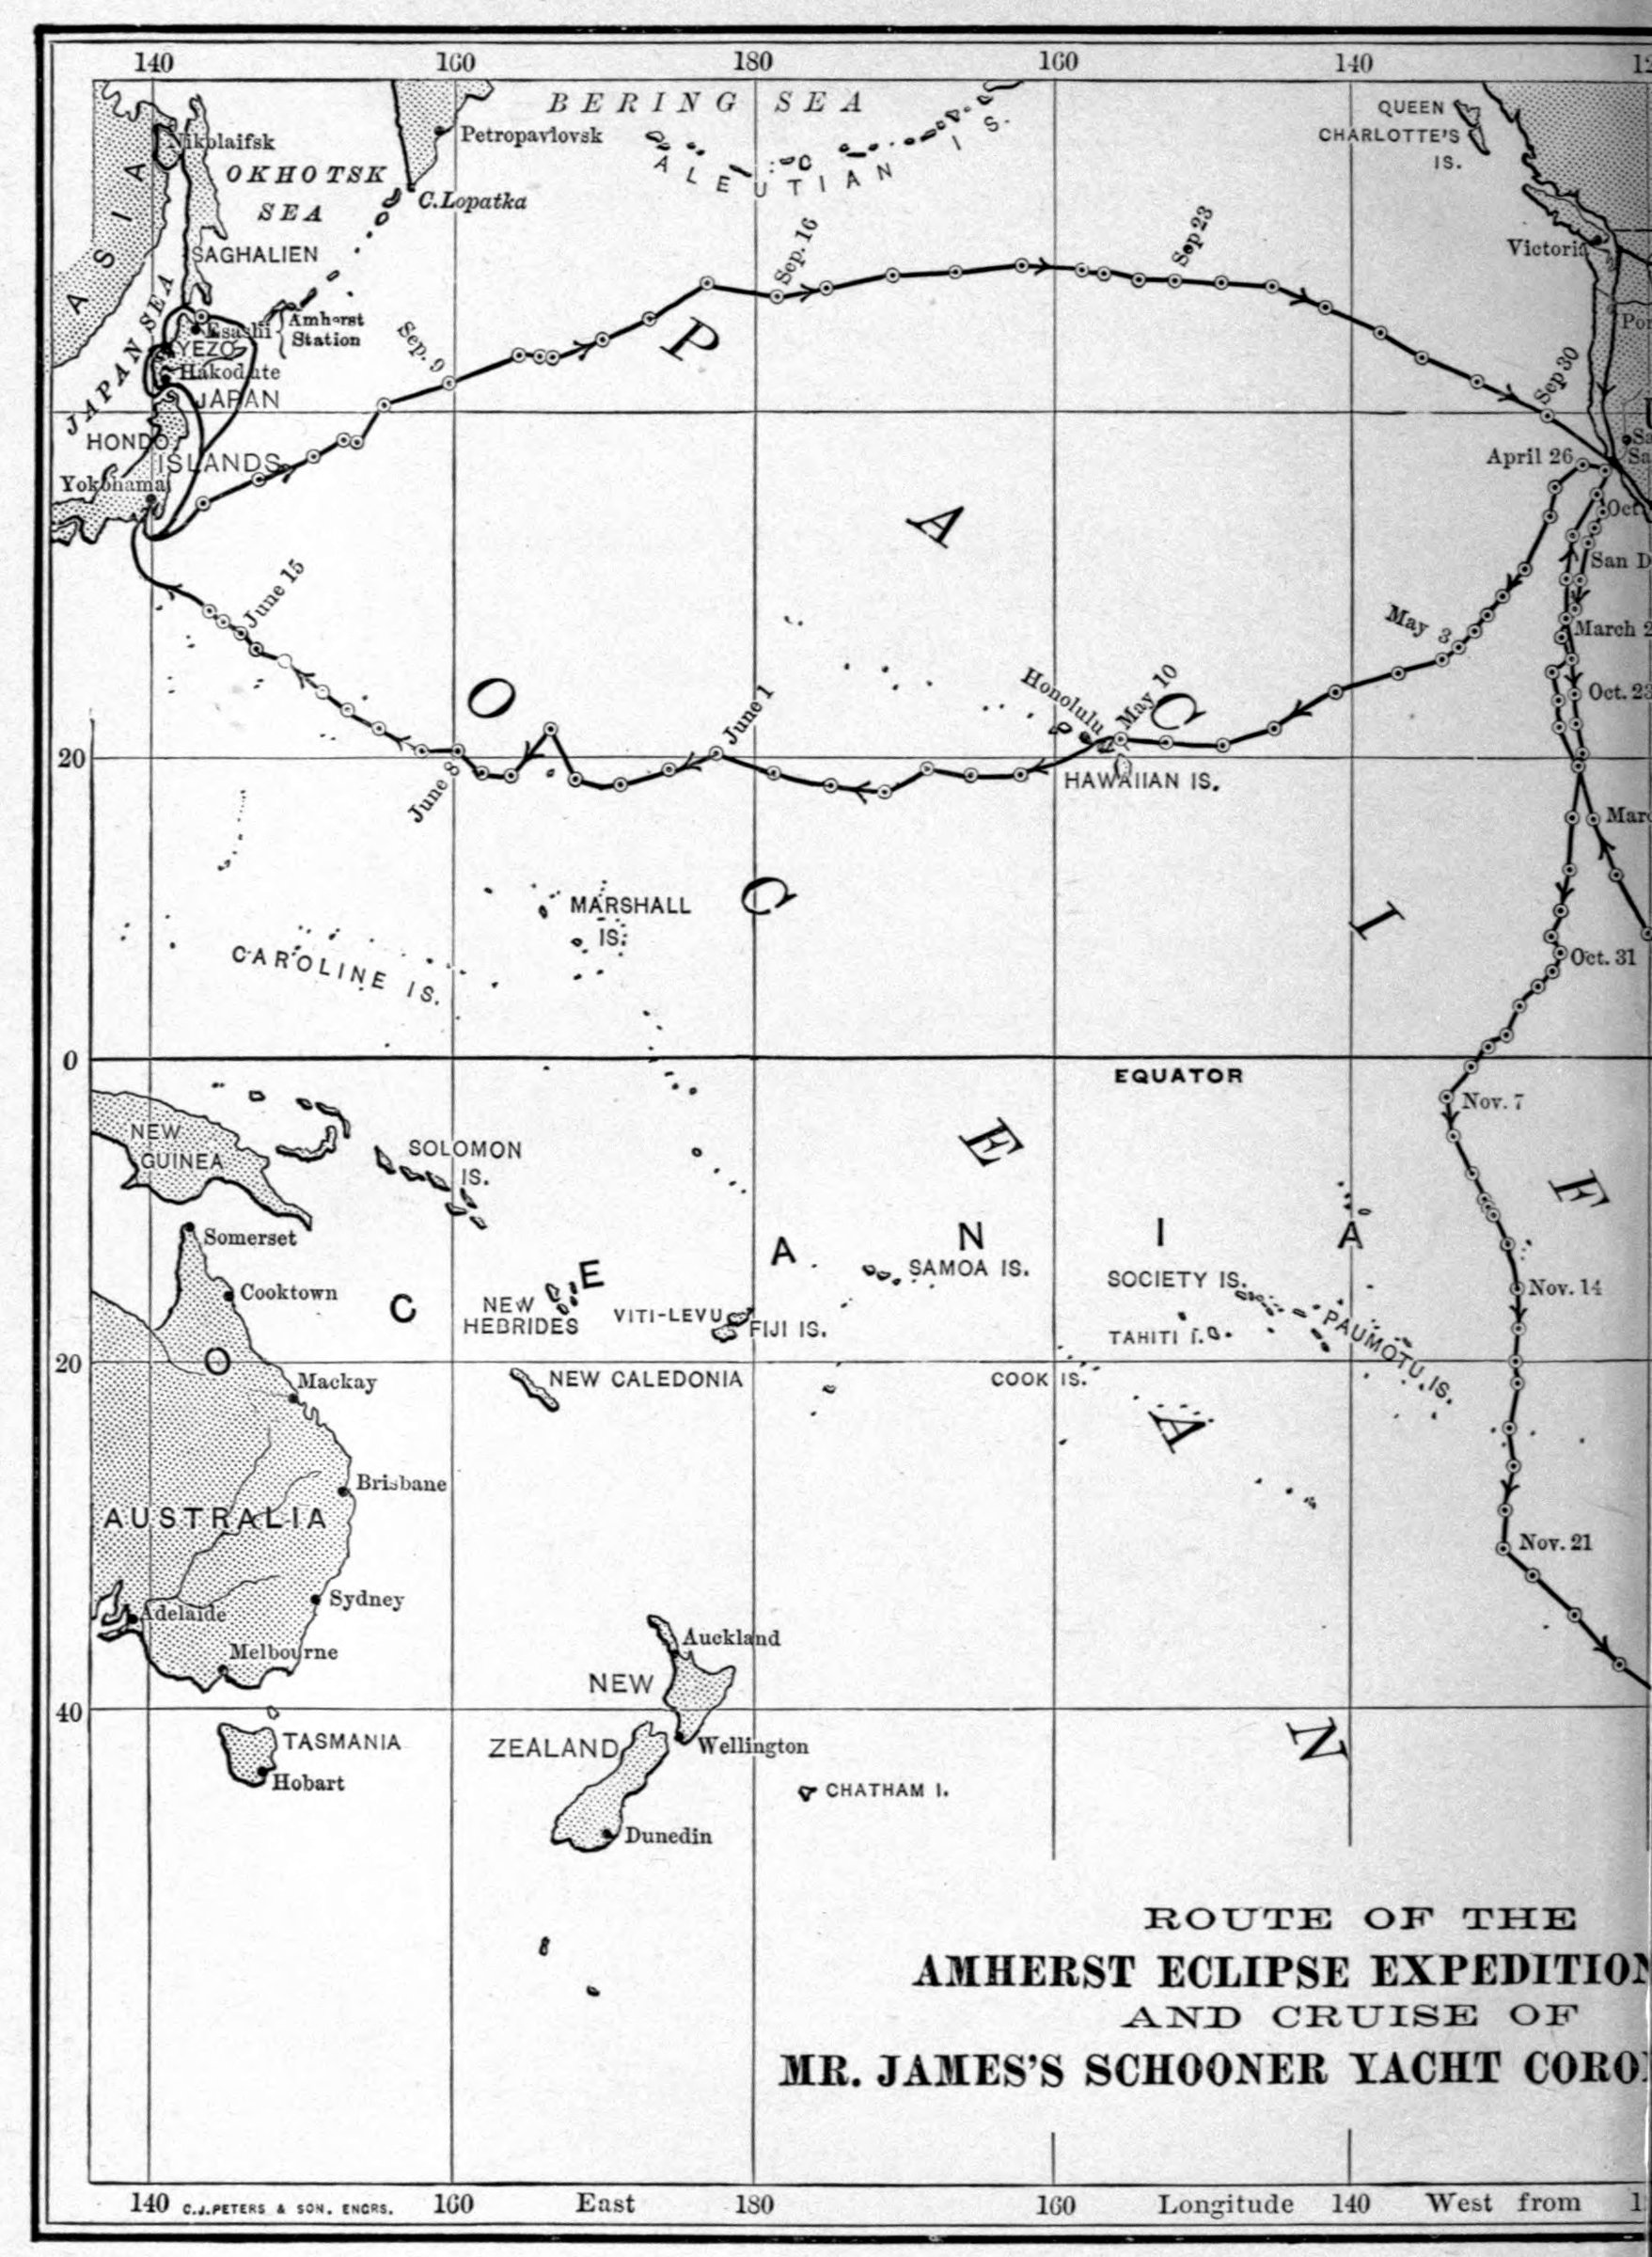 140 160 180 160 140
BERING SEA
QUEEN
CHARLOTTE'S
IS.
Nikolaifsk
Petropavlovsk
ALEUTIAN IS.
OKHOTSK
SEA
C. Lopatka
ASIA
SAGHALIEN
Victoria
Sep. 16
Sep 23
JAPAN SEA
Esashi
Amherst
Station
YEZO
Hakodate
JAPAN
Sep. 9
P
Sep 30
HONDO
ISLANDS
Yokohama
April 26
A
Oct.
San D
June 15
May 3
March 2
Honolulu
May 10
C
O
June 1
Oct. 23
20
June 8
HAWAIIAN IS.
Marc
MARSHALL
IS.
C
I
CAROLINE IS.
Oct. 31
0
EQUATOR
Nov. 7
NEW
GUINEA
SOLOMON
IS.
E
F
Somerset
OCEANIA
SAMOA IS.
Cooktown
SOCIETY IS.
Nov. 14
NEW
HEBRIDES
VITI-LEVU
FIJI IS.
TAHITI I.
PAUMOTU IS.
20
Mackay
NEW CALEDONIA
COOK IS.
A
Brisbane
AUSTRALIA
Nov. 21
Adelaide
Sydney
Melbourne
Auckland
NEW
ZEALAND
40
TASMANIA
Hobart
Wellington
N
CHATHAM I.
Dunedin
ROUTE OF THE
AMHERST ECLIPSE EXPEDITION
AND CRUISE OF
MR. JAMES'S SCHOONER YACHT CORO
140 C.J.PETERS & SON. ENGRS. 160 East 180 160 Longitude 140 West from